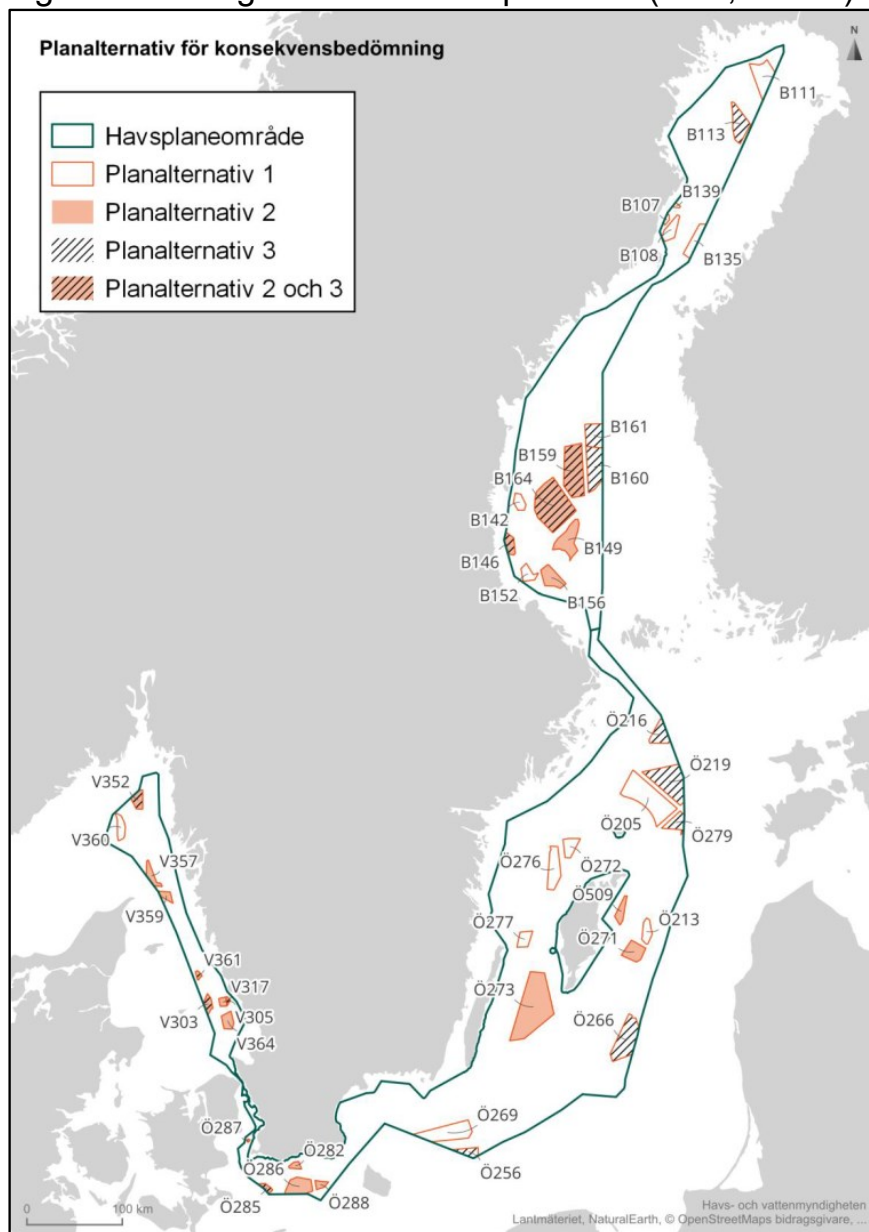 Planalternativ för konsekvensbedömning
N
Havsplaneområde
Planalternativ 1
Planalternativ 2
Planalternativ 3
Planalternativ 2 och 3
B111
B113
B139
B107
B108
B135
B161
B159
B160
B164
B142
B149
B146
B152
B156
Ö216
Ö219
V352
Ö205
Ö279
V360
Ö276
Ö272
V357
Ö509
Ö213
V359
Ö277
Ö271
V361
V317
Ö273
V303
V305
Ö266
V364
Ö269
Ö287
Ö282
Ö286
Ö256
Ö285
Ö288
0 100 km
Havs- och vattenmyndigheten
Lantmäteriet, NaturalEarth, © OpenStreetMaps bidragsgivare, ...